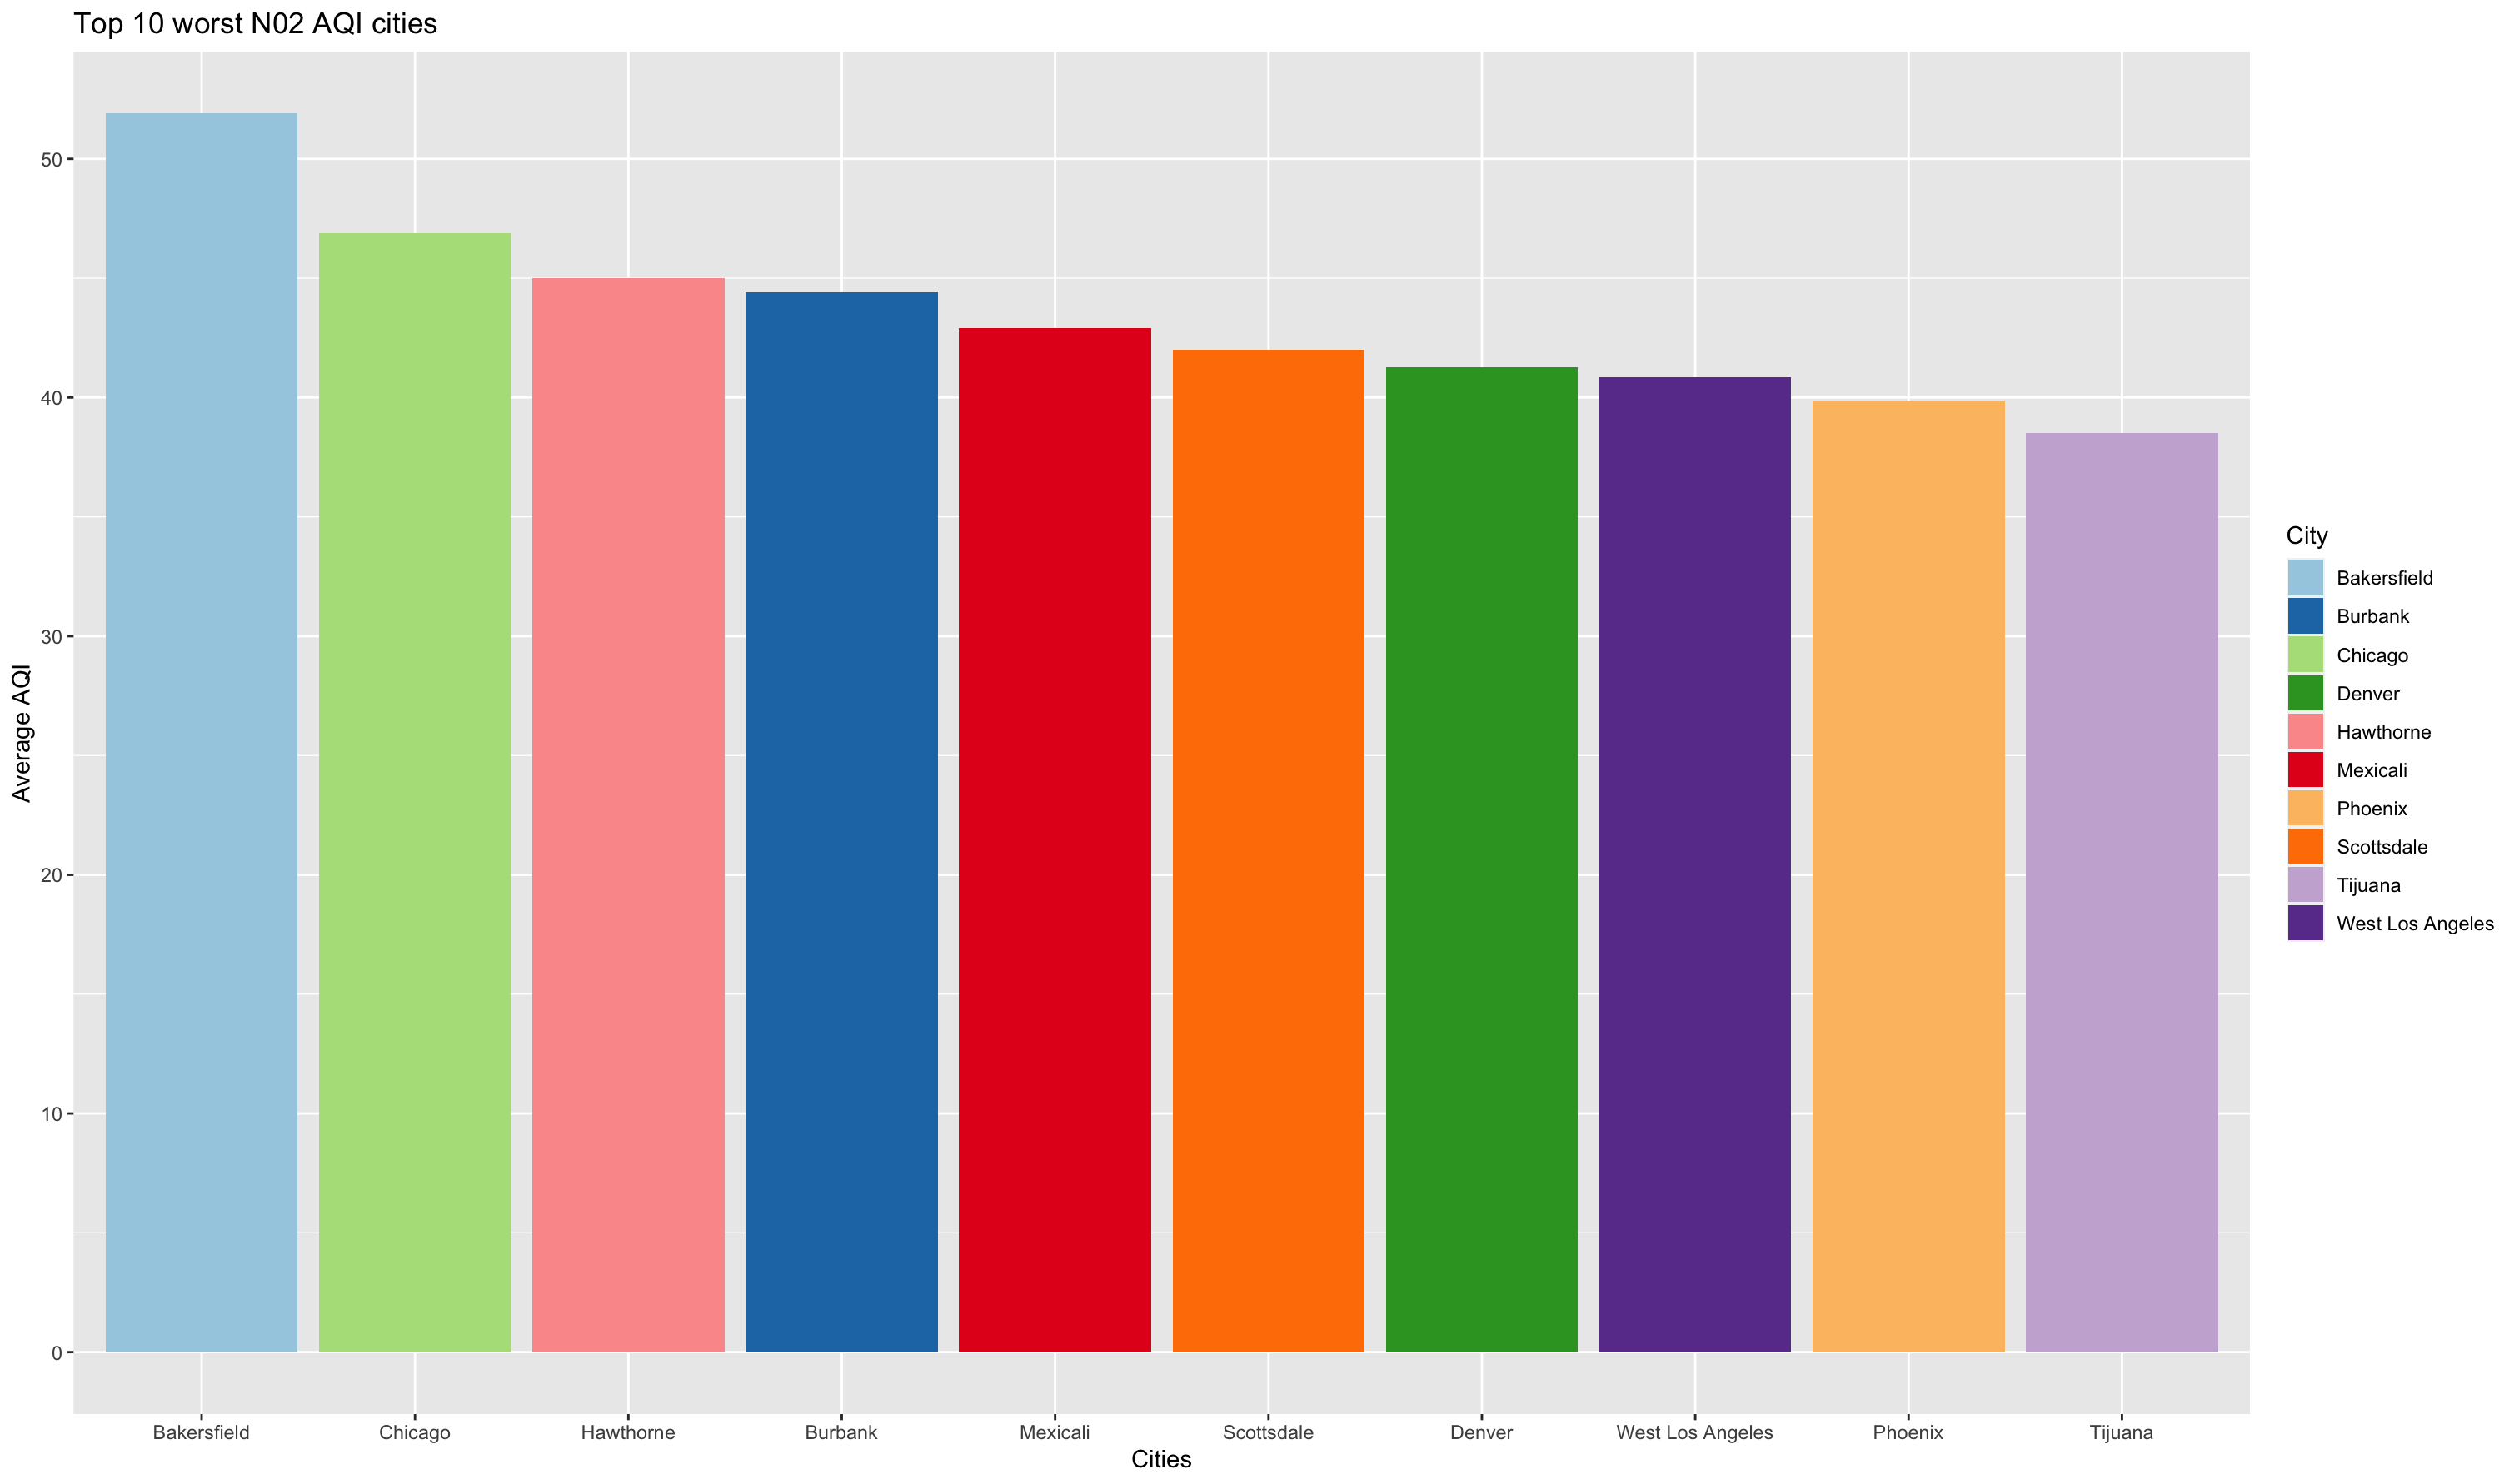 Top 10 worst N02 AQI cities
Average AQI
50
40
30
20
10
0
Bakersfield
Chicago
Hawthorne
Burbank
Mexicali
Scottsdale
Denver
West Los Angeles
Phoenix
Tijuana
Cities
City
Bakersfield
Burbank
Chicago
Denver
Hawthorne
Mexicali
Phoenix
Scottsdale
Tijuana
West Los Angeles